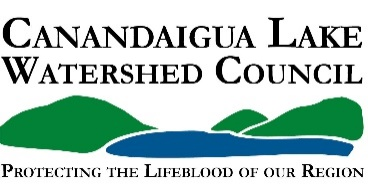 CANANDAIGUA LAKE
WATERSHED COUNCIL
PROTECTING THE LIFEBLOOD OF OUR REGION